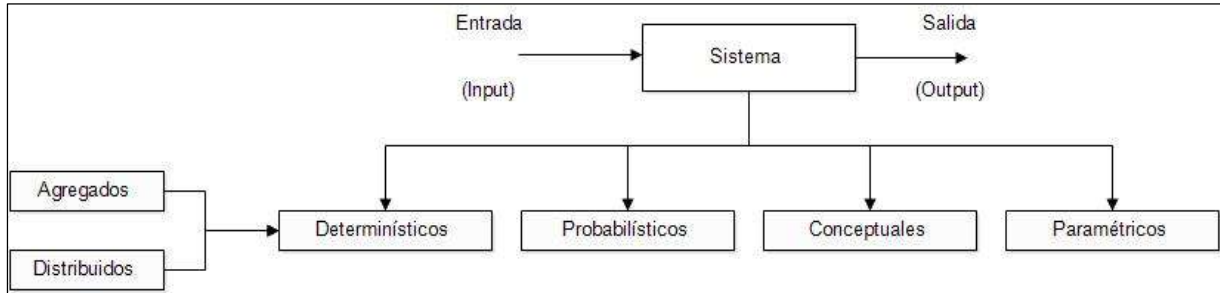 Entrada
Salida
Sistema
(Input)
(Output)
Agregados
Determinísticos
Probabilísticos
Conceptuales
Paramétricos
Distribuidos